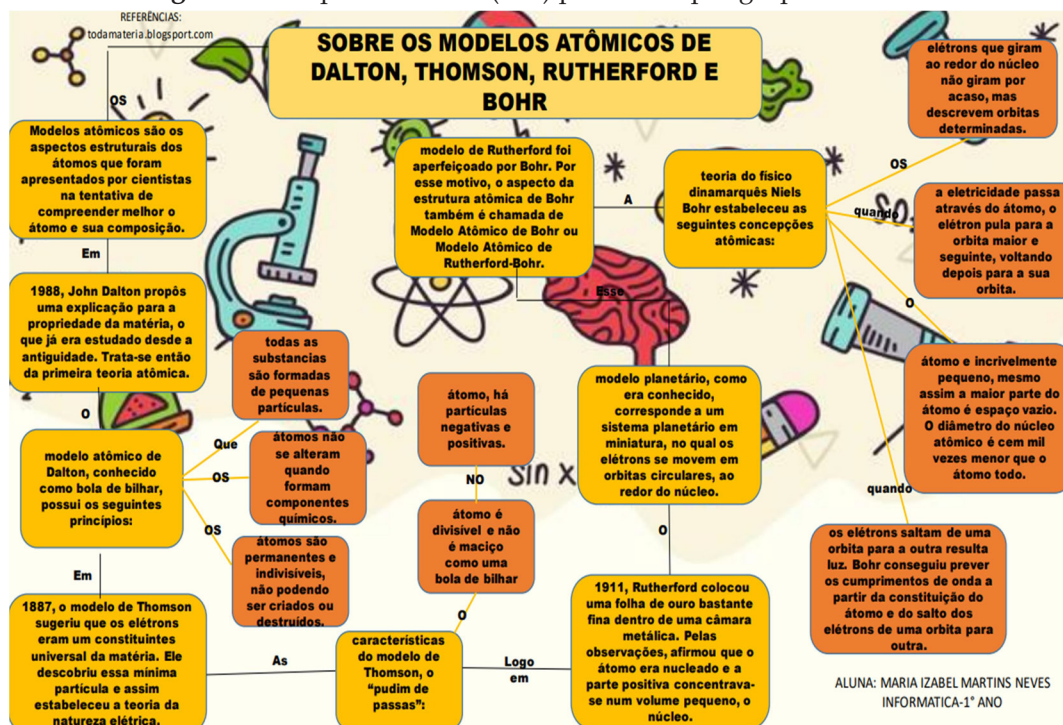 REFERÊNCIAS:
todamateria.blogsport.com
SOBRE OS MODELOS ATÔMICOS DE
DALTON, THOMSON, RUTHERFORD E
BOHR
OS
Modelos atômicos são os
aspectos estruturais dos
átomos que foram
apresentados por cientistas
na tentativa de
compreender melhor o
átomo e sua composição.
Em
1988, John Dalton propôs
uma explicação para a
propriedade da matéria, o
que já era estudado desde a
antiguidade. Trata-se então
da primeira teoria atômica.
O
modelo atômico de
Dalton, conhecido
como bola de bilhar,
possui os seguintes
princípios:
Que
todas as
substancias
são formadas
de pequenas
partículas.
OS
átomos não
se alteram
quando
formam
componentes
químicos.
OS
átomos são
permanentes e
indivisíveis,
não podendo
ser criados ou
destruídos.
Em
1887, o modelo de Thomson
sugeriu que os elétrons
eram um constituintes
universal da matéria. Ele
descobriu essa mínima
partícula e assim
estabeleceu a teoria da
natureza elétrica.
As
características
do modelo de
Thomson, o
“pudim de
passas”:
O
átomo é
divisível e não
é maciço
como uma
bola de bilhar
NO
átomo, há
partículas
negativas e
positivas.
Logo
em
1911, Rutherford colocou
uma folha de ouro bastante
fina dentro de uma câmara
metálica. Pelas
observações, afirmou que o
átomo era nucleado e a
parte positiva concentrava-
se num volume pequeno, o
núcleo.
O
modelo planetário, como
era conhecido,
corresponde a um
sistema planetário em
miniatura, no qual os
elétrons se movem em
orbitas circulares, ao
redor do núcleo.
Esse
modelo de Rutherford foi
aperfeiçoado por Bohr. Por
esse motivo, o aspecto da
estrutura atômica de Bohr
também é chamada de
Modelo Atômico de Bohr ou
Modelo Atômico de
Rutherford-Bohr.
A
teoria do físico
dinamarquês Niels
Bohr estabeleceu as
seguintes concepções
atômicas:
OS
elétrons que giram
ao redor do núcleo
não giram por
acaso, mas
descrevem orbitas
determinadas.
quando
a eletricidade passa
através do átomo, o
elétron pula para a
orbita maior e
seguinte, voltando
depois para a sua
orbita.
O
átomo e incrivelmente
pequeno, mesmo
assim a maior parte do
átomo é espaço vazio.
O diâmetro do núcleo
atômico é cem mil
vezes menor que o
átomo todo.
quando
os elétrons saltam de uma
orbita para a outra resulta
luz. Bohr conseguiu prever
os cumprimentos de onda a
partir da constituição do
átomo e do salto dos
elétrons de uma orbita para
outra.
sin x
ALUNA: MARIA IZABEL MARTINS NEVES
INFORMATICA-1° ANO